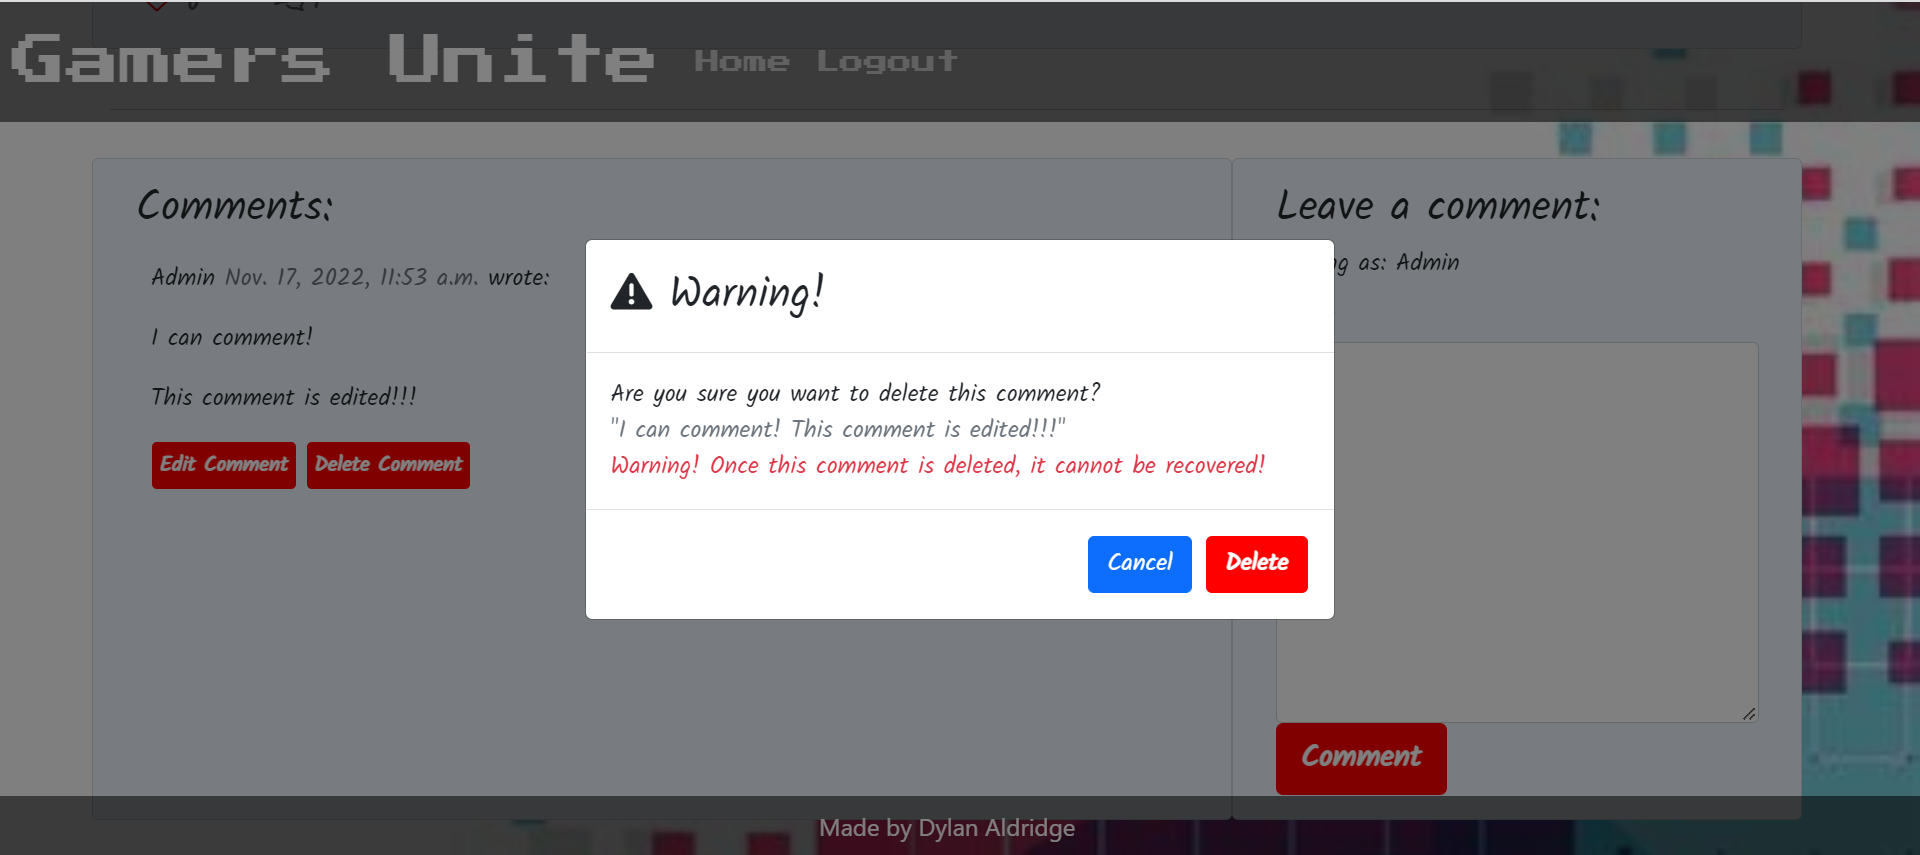 Gamers Unite Home Logout
Comments:
Admin Nov. 17, 2022, 11:53 a.m. wrote:
I can comment!
This comment is edited!!!
Edit Comment Delete Comment
Leave a comment:
as: Admin
Comment
Warning!
Are you sure you want to delete this comment?
"I can comment! This comment is edited!!!"
Warning! Once this comment is deleted, it cannot be recovered!
Cancel Delete
Made by Dylan Aldridge